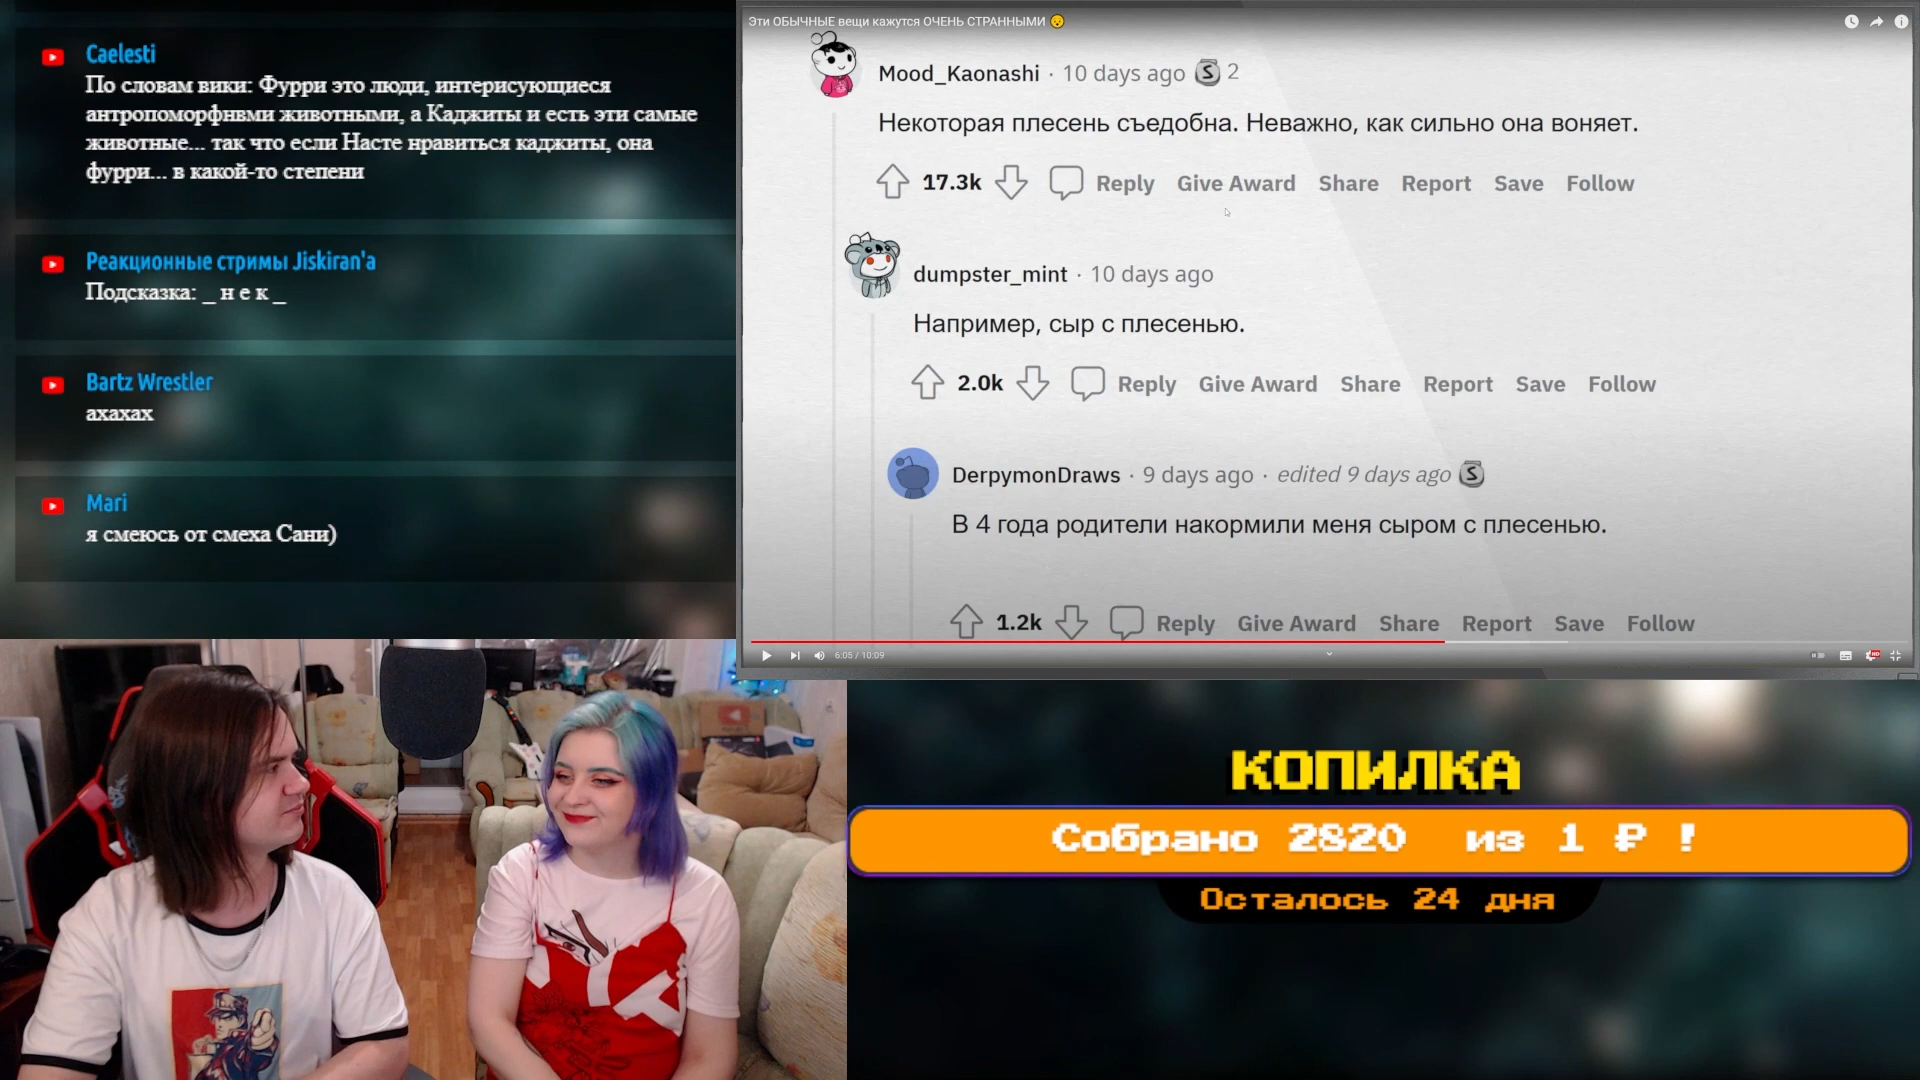 Caelesti
По словам вики: Фурри это люди, интерисующиеся
антропоморфнвми животными, а Каджиты и есть эти самые
животные... так что если Насте нравиться каджиты, она
фурри... в какой-то степени
Реакционные стримы Jiskiran'a
Подсказка: _ н е к _
Bartz Wrestler
ахахах
Mari
я смеюсь от смеха Сани)
Эти ОБЫЧНЫЕ вещи кажутся ОЧЕНЬ СТРАННЫМИ 😮
Mood_Kaonashi · 10 days ago S 2
Некоторая плесень съедобна. Неважно, как сильно она воняет.
17.3k Reply Give Award Share Report Save Follow
dumpster_mint · 10 days ago
Например, сыр с плесенью.
2.0k Reply Give Award Share Report Save Follow
DerpymonDraws · 9 days ago · edited 9 days ago S
В 4 года родители накормили меня сыром с плесенью.
1.2k Reply Give Award Share Report Save Follow
6:05 / 10:09
HD
КОПИЛКА
Собрано 2820 из 1 ₽ !
Осталось 24 дня